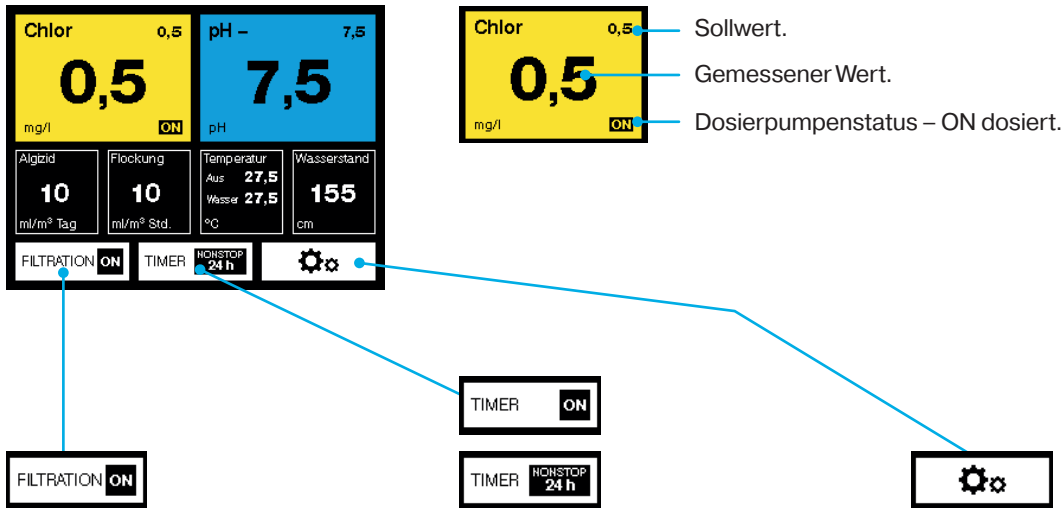 Chlor 0,5
0,5
mg/l ON
pH – 7,5
7,5
pH
Algizid
10
ml/m³ Tag
Flockung
10
ml/m³ Std.
Temperatur
Aus 27,5
Wasser 27,5
°C
Wasserstand
155
cm
FILTRATION ON
TIMER NONSTOP
24 h
Chlor 0,5
0,5
mg/l ON
Sollwert.
Gemessener Wert.
Dosierpumpenstatus – ON dosiert.
TIMER ON
FILTRATION ON
TIMER NONSTOP
24 h